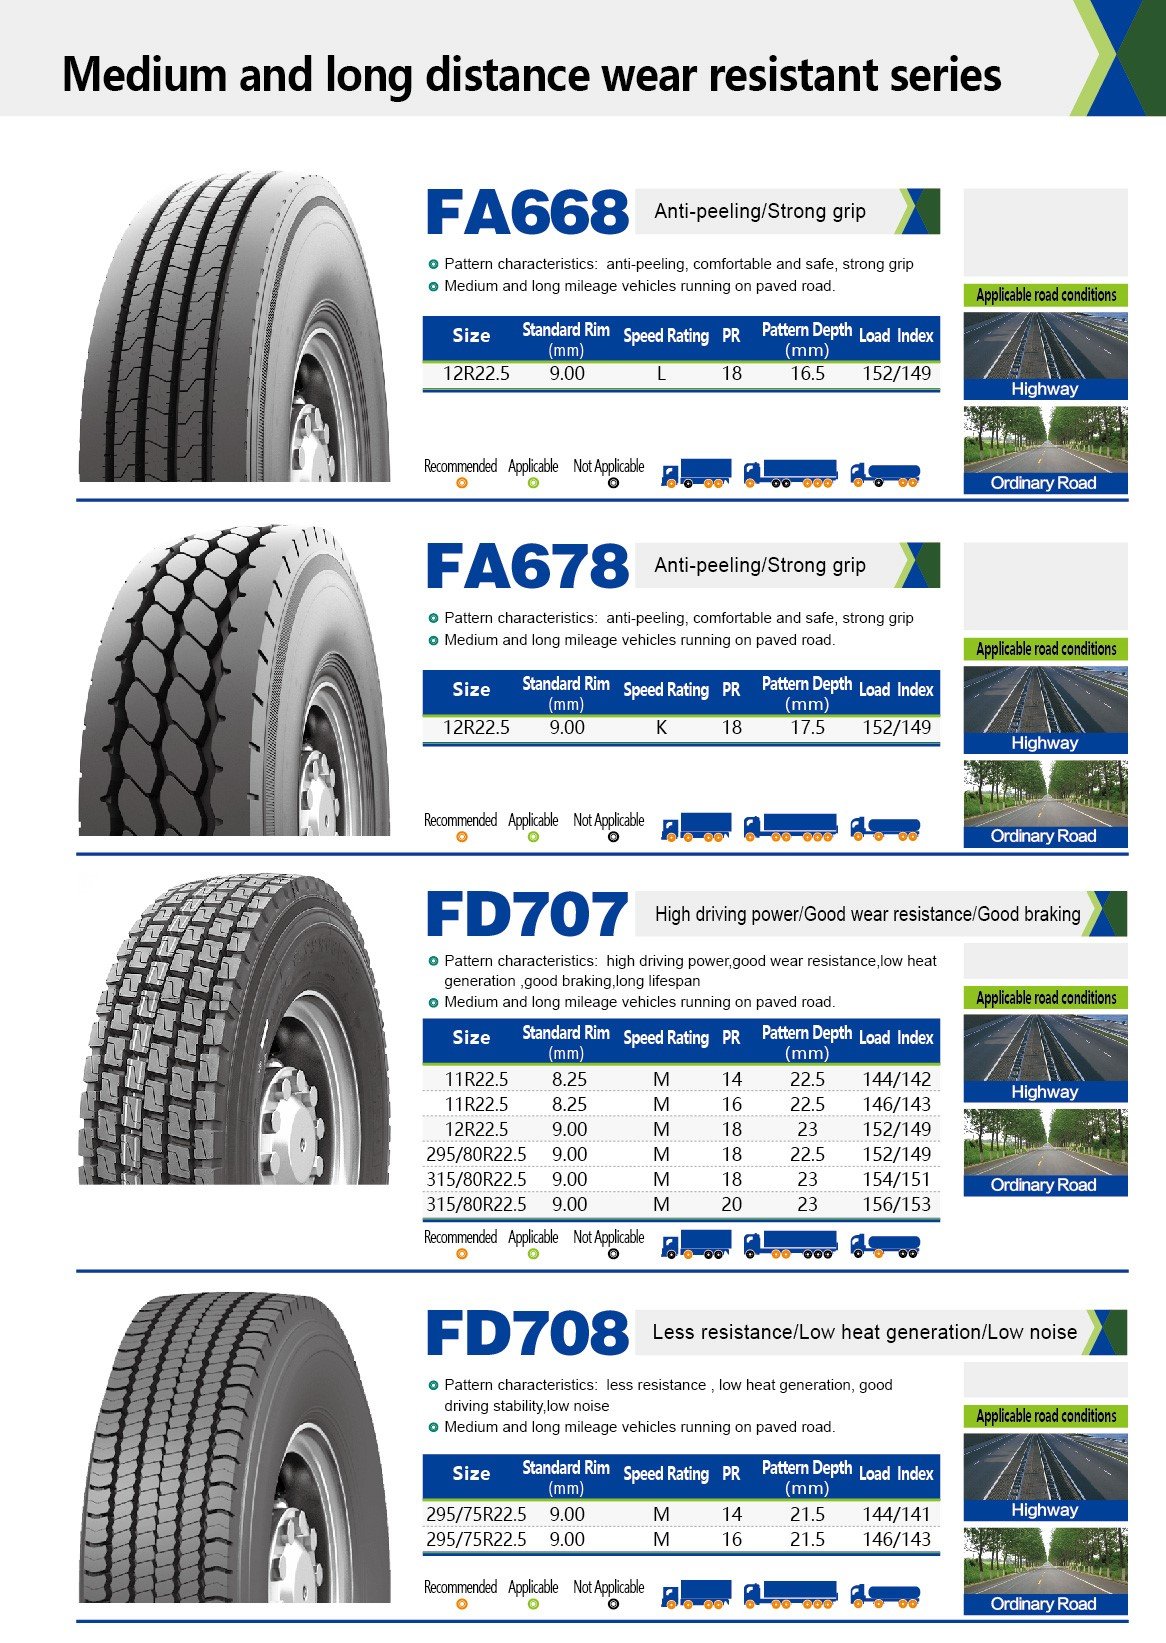 Medium and long distance wear resistant series
FA668 Anti-peeling/Strong grip
Pattern characteristics: anti-peeling, comfortable and safe, strong grip
Medium and long mileage vehicles running on paved road.
Size Standard Rim (mm) Speed Rating PR Pattern Depth (mm) Load Index
12R22.5 9.00 L 18 16.5 152/149
Recommended Applicable Not Applicable
Applicable road conditions
Highway
Ordinary Road
FA678 Anti-peeling/Strong grip
Pattern characteristics: anti-peeling, comfortable and safe, strong grip
Medium and long mileage vehicles running on paved road.
Size Standard Rim (mm) Speed Rating PR Pattern Depth (mm) Load Index
12R22.5 9.00 K 18 17.5 152/149
Recommended Applicable Not Applicable
Applicable road conditions
Highway
Ordinary Road
FD707 High driving power/Good wear resistance/Good braking
Pattern characteristics: high driving power,good wear resistance,low heat
generation ,good braking,long lifespan
Medium and long mileage vehicles running on paved road.
Size Standard Rim (mm) Speed Rating PR Pattern Depth (mm) Load Index
11R22.5 8.25 M 14 22.5 144/142
11R22.5 8.25 M 16 22.5 146/143
12R22.5 9.00 M 18 23 152/149
295/80R22.5 9.00 M 18 22.5 152/149
315/80R22.5 9.00 M 18 23 154/151
315/80R22.5 9.00 M 20 23 156/153
Recommended Applicable Not Applicable
Applicable road conditions
Highway
Ordinary Road
FD708 Less resistance/Low heat generation/Low noise
Pattern characteristics: less resistance , low heat generation, good
driving stability,low noise
Medium and long mileage vehicles running on paved road.
Size Standard Rim (mm) Speed Rating PR Pattern Depth (mm) Load Index
295/75R22.5 9.00 M 14 21.5 144/141
295/75R22.5 9.00 M 16 21.5 146/143
Recommended Applicable Not Applicable
Applicable road conditions
Highway
Ordinary Road